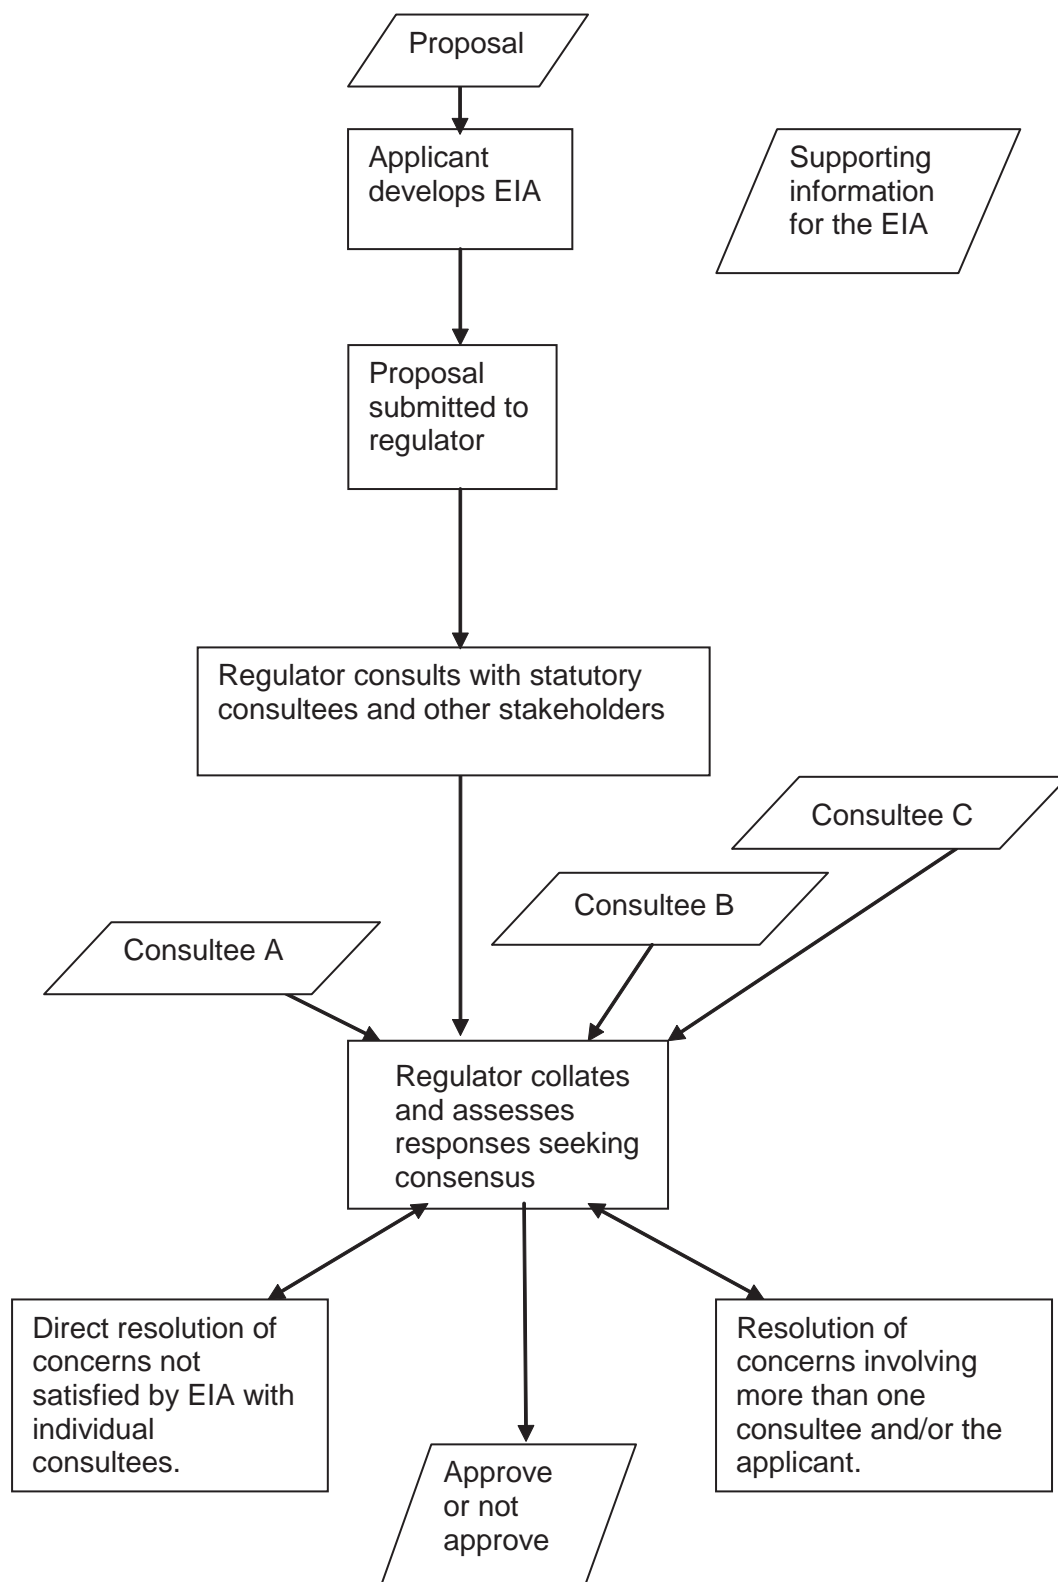 Proposal
Applicant
develops EIA
Supporting
information
for the EIA
Proposal
submitted to
regulator
Regulator consults with statutory
consultees and other stakeholders
Consultee C
Consultee B
Consultee A
Regulator collates
and assesses
responses seeking
consensus
Direct resolution of
concerns not
satisfied by EIA with
individual
consultees.
Approve
or not
approve
Resolution of
concerns involving
more than one
consultee and/or the
applicant.